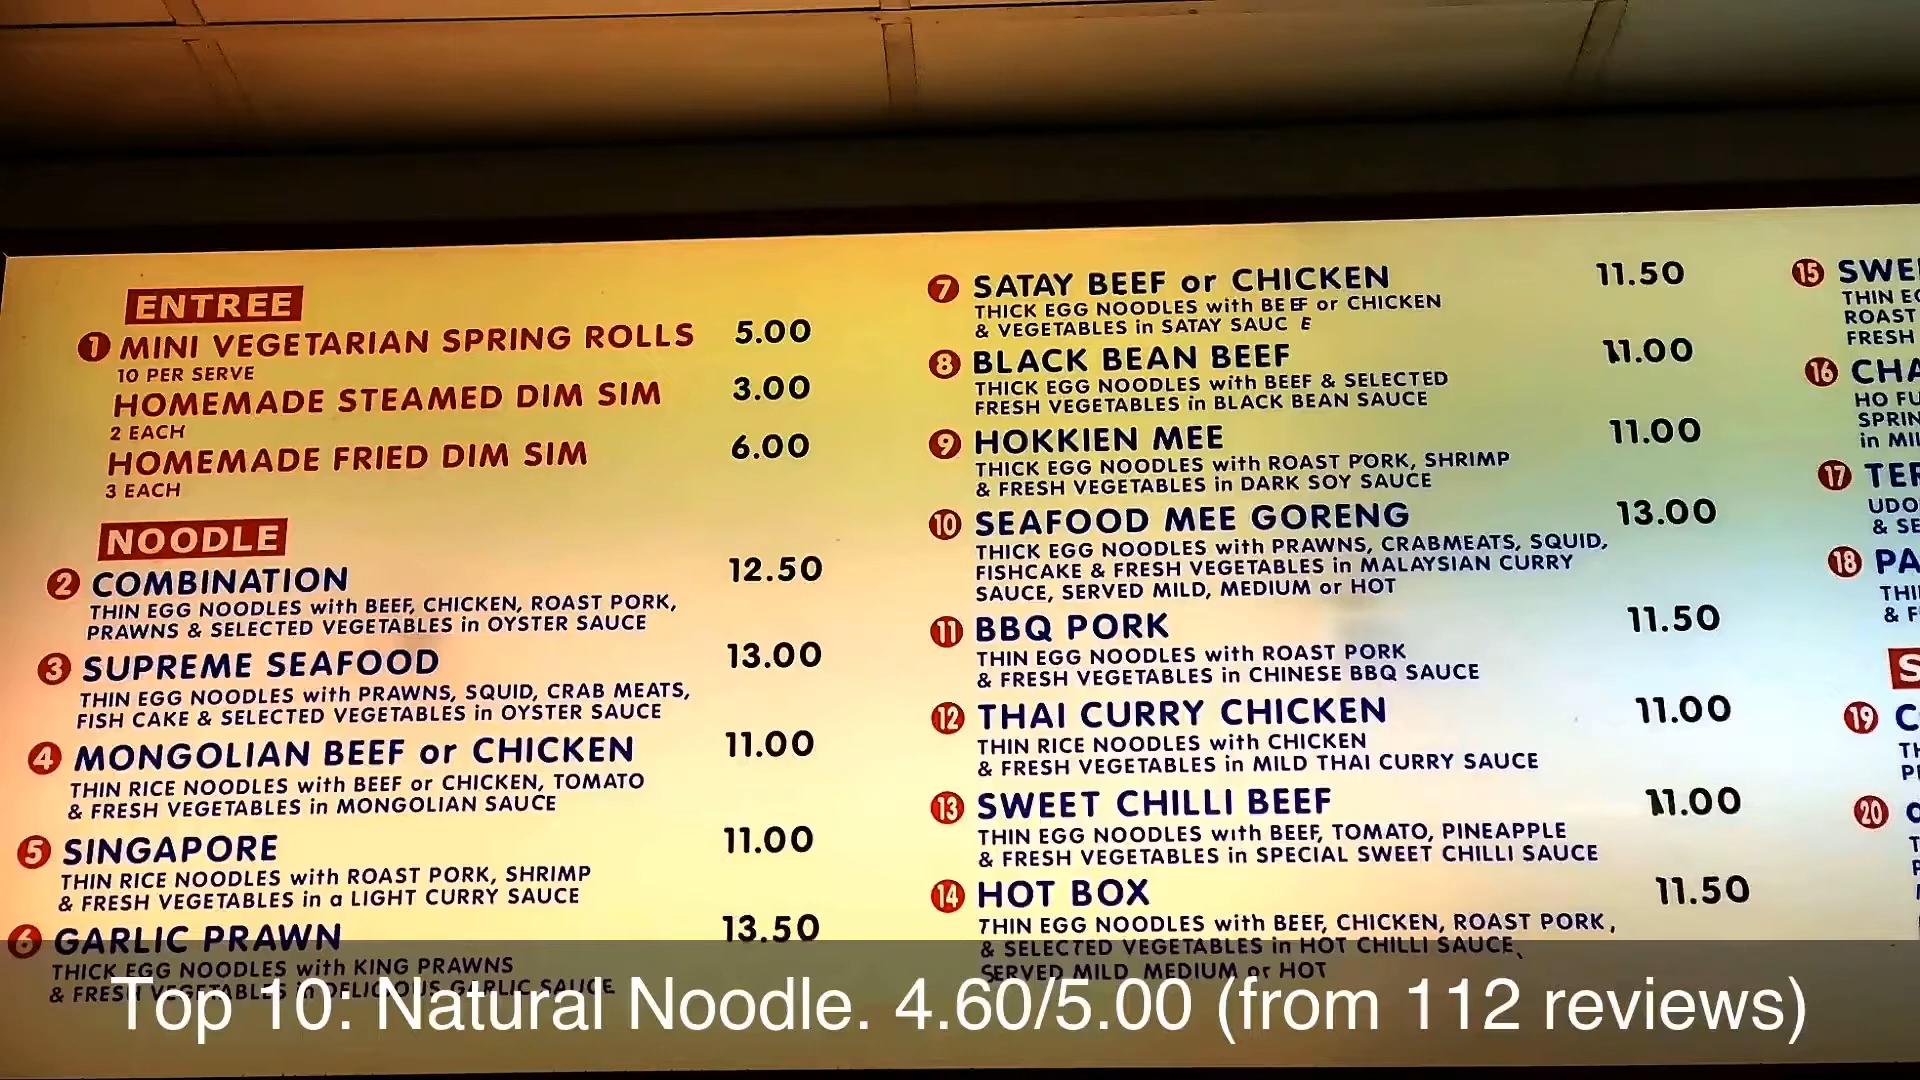 ENTREE
1 MINI VEGETARIAN SPRING ROLLS 5.00
10 PER SERVE
HOMEMADE STEAMED DIM SIM 3.00
2 EACH
HOMEMADE FRIED DIM SIM 6.00
3 EACH
NOODLE
2 COMBINATION 12.50
THIN EGG NOODLES with BEEF, CHICKEN, ROAST PORK,
PRAWNS & SELECTED VEGETABLES in OYSTER SAUCE
3 SUPREME SEAFOOD 13.00
THIN EGG NOODLES with PRAWNS, SQUID, CRAB MEATS,
FISH CAKE & SELECTED VEGETABLES in OYSTER SAUCE
4 MONGOLIAN BEEF or CHICKEN 11.00
THIN RICE NOODLES with BEEF or CHICKEN, TOMATO
& FRESH VEGETABLES in MONGOLIAN SAUCE
5 SINGAPORE 11.00
THIN RICE NOODLES with ROAST PORK, SHRIMP
& FRESH VEGETABLES in a LIGHT CURRY SAUCE
6 GARLIC PRAWN 13.50
THICK EGG NOODLES with KING PRAWNS
& FRESH VEGETABLES in DELICIOUS GARLIC SAUCE
7 SATAY BEEF or CHICKEN 11.50
THICK EGG NOODLES with BEEF or CHICKEN
& VEGETABLES in SATAY SAUC E
8 BLACK BEAN BEEF 11.00
THICK EGG NOODLES with BEEF & SELECTED
FRESH VEGETABLES in BLACK BEAN SAUCE
9 HOKKIEN MEE 11.00
THICK EGG NOODLES with ROAST PORK, SHRIMP
& FRESH VEGETABLES in DARK SOY SAUCE
10 SEAFOOD MEE GORENG 13.00
THICK EGG NOODLES with PRAWNS, CRABMEATS, SQUID,
FISHCAKE & FRESH VEGETABLES in MALAYSIAN CURRY
SAUCE, SERVED MILD, MEDIUM or HOT
11 BBQ PORK 11.50
THIN EGG NOODLES with ROAST PORK
& FRESH VEGETABLES in CHINESE BBQ SAUCE
12 THAI CURRY CHICKEN 11.00
THIN RICE NOODLES with CHICKEN
& FRESH VEGETABLES in MILD THAI CURRY SAUCE
13 SWEET CHILLI BEEF 11.00
THIN EGG NOODLES with BEEF, TOMATO, PINEAPPLE
& FRESH VEGETABLES in SPECIAL SWEET CHILLI SAUCE
14 HOT BOX 11.50
THIN EGG NOODLES with BEEF, CHICKEN, ROAST PORK,
& SELECTED VEGETABLES in HOT CHILLI SAUCE,
SERVED MILD MEDIUM or HOT
15
THIN
ROAST
FRESH
16
HO
in
17
& 
18
& 
19
20
Top 10: Natural Noodle. 4.60/5.00 (from 112 reviews)